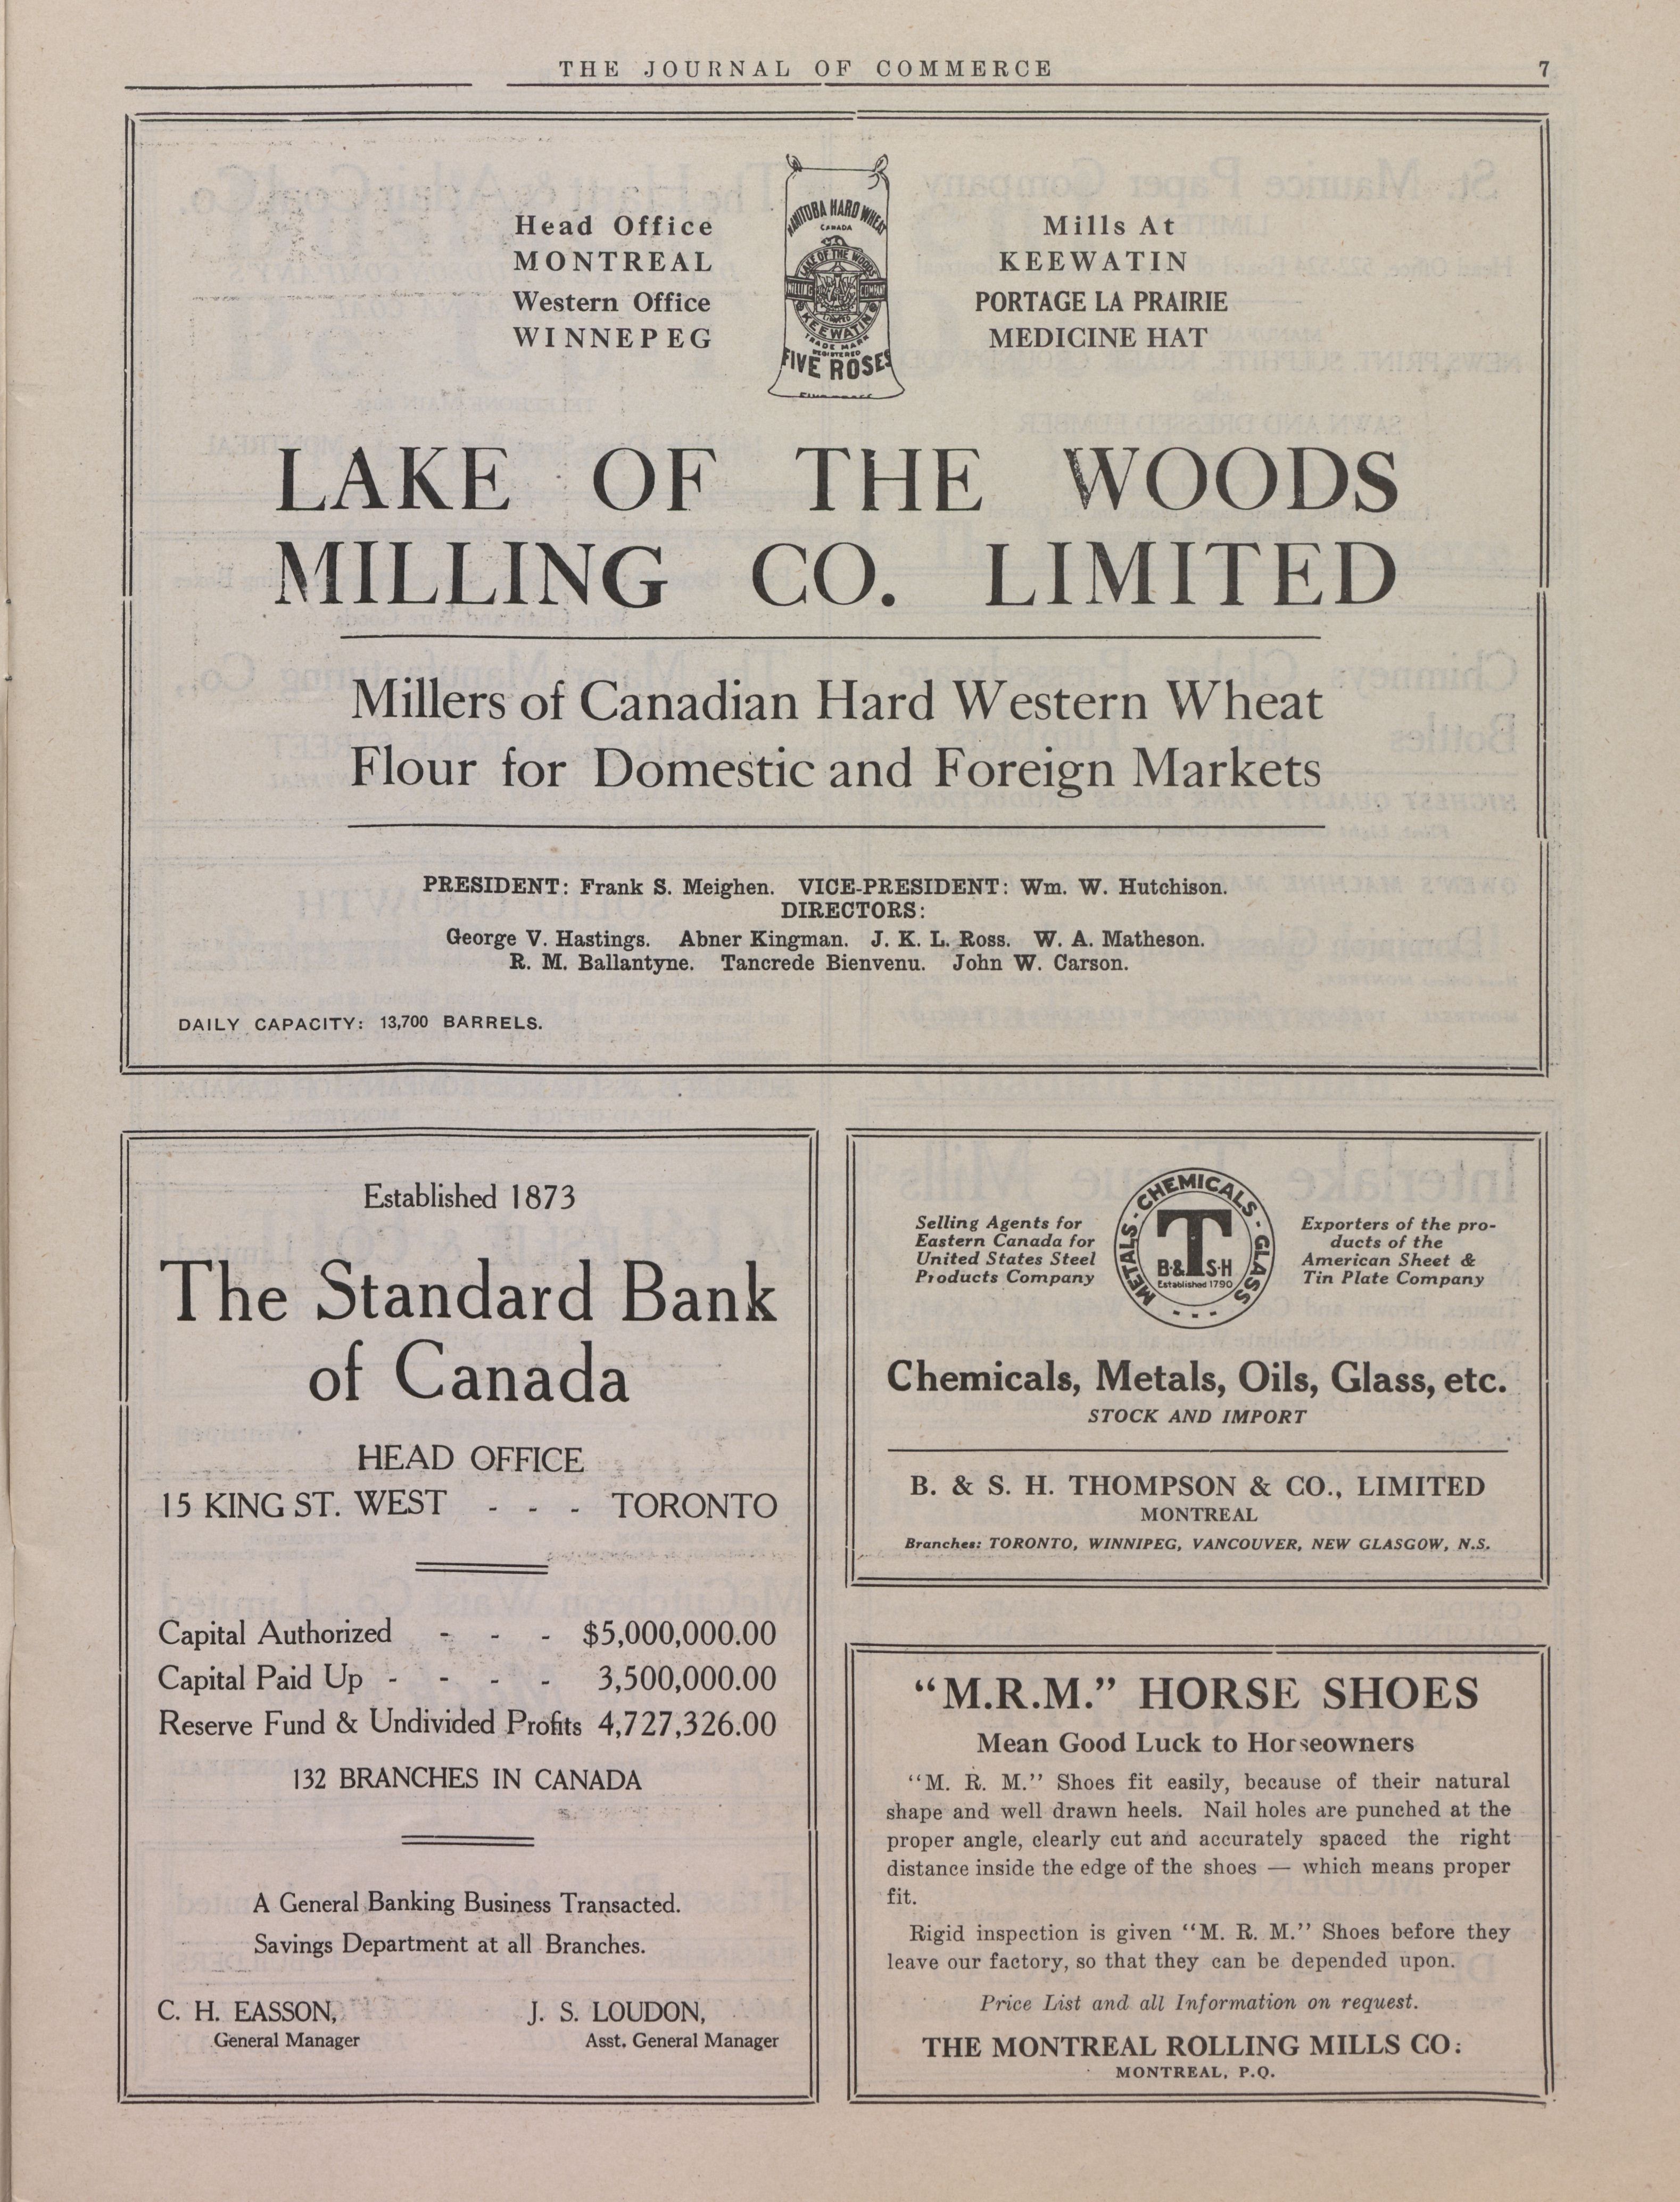 THE JOURNAL OF COMMERCE
7
Head Office
MONTREAL
Western Office
WINNEPEG
MANITOBA HARD WHEAT
CANADA
LAKE OF THE WOODS
MILLING COMPANY
LIMITED
KEEWATIN
TRADE MARK
REGISTERED
FIVE ROSES
Mills At
KEEWATIN
PORTAGE LA PRAIRIE
MEDICINE HAT
LAKE OF THE WOODS
MILLING CO. LIMITED
Millers of Canadian Hard Western Wheat
Flour for Domestic and Foreign Markets
PRESIDENT: Frank S. Meighen. VICE-PRESIDENT: Wm. W. Hutchison.
DIRECTORS:
George V. Hastings. Abner Kingman. J. K. L. Ross. W. A. Matheson.
R. M. Ballantyne. Tancrede Bienvenu. John W. Carson.
DAILY CAPACITY: 13,700 BARRELS.
Established 1873
The Standard Bank
of Canada
HEAD OFFICE
15 KING ST. WEST - - - TORONTO
Capital Authorized - - - $5,000,000.00
Capital Paid Up - - - - 3,500,000.00
Reserve Fund & Undivided Profits 4,727,326.00
132 BRANCHES IN CANADA
A General Banking Business Transacted.
Savings Department at all Branches.
C. H. EASSON,
General Manager
J. S. LOUDON,
Asst. General Manager
Selling Agents for
Eastern Canada for
United States Steel
Products Company
METALS · CHEMICALS · GLASS
T
B·& S·H
Established 1790
Exporters of the pro-
ducts of the
American Sheet &
Tin Plate Company
Chemicals, Metals, Oils, Glass, etc.
STOCK AND IMPORT
B. & S. H. THOMPSON & CO., LIMITED
MONTREAL
Branches: TORONTO, WINNIPEG, VANCOUVER, NEW GLASGOW, N.S.
“M.R.M.” HORSE SHOES
Mean Good Luck to Horseowners
“M. R. M.” Shoes fit easily, because of their natural
shape and well drawn heels. Nail holes are punched at the
proper angle, clearly cut and accurately spaced the right
distance inside the edge of the shoes — which means proper
fit.
Rigid inspection is given “M. R. M.” Shoes before they
leave our factory, so that they can be depended upon.
Price List and all Information on request.
THE MONTREAL ROLLING MILLS CO.
MONTREAL, P.Q.